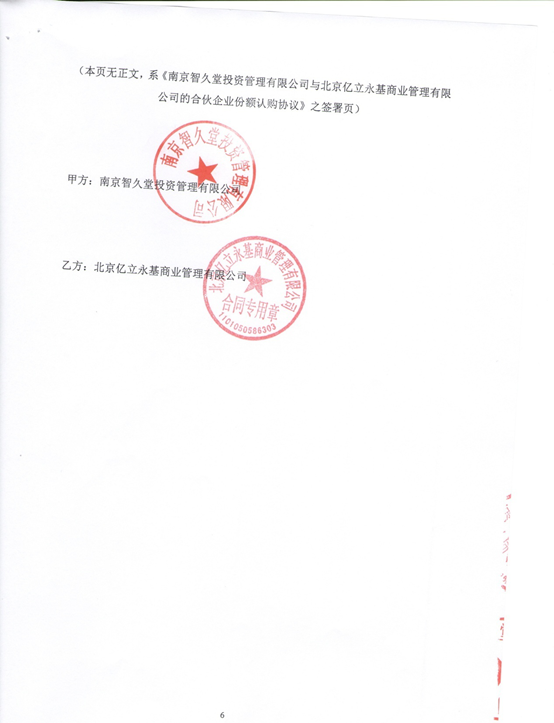 （本页无正文，系《南京智久堂投资管理有限公司与北京亿立永基商业管理有限
公司的合伙企业份额认购协议》之签署页）
南京智久堂投资管理有限公司
甲方：南京智久堂投资管理有限公司
北京亿立永基商业管理有限公司
乙方：北京亿立永基商业管理有限公司
合同专用章
1101050586303
6